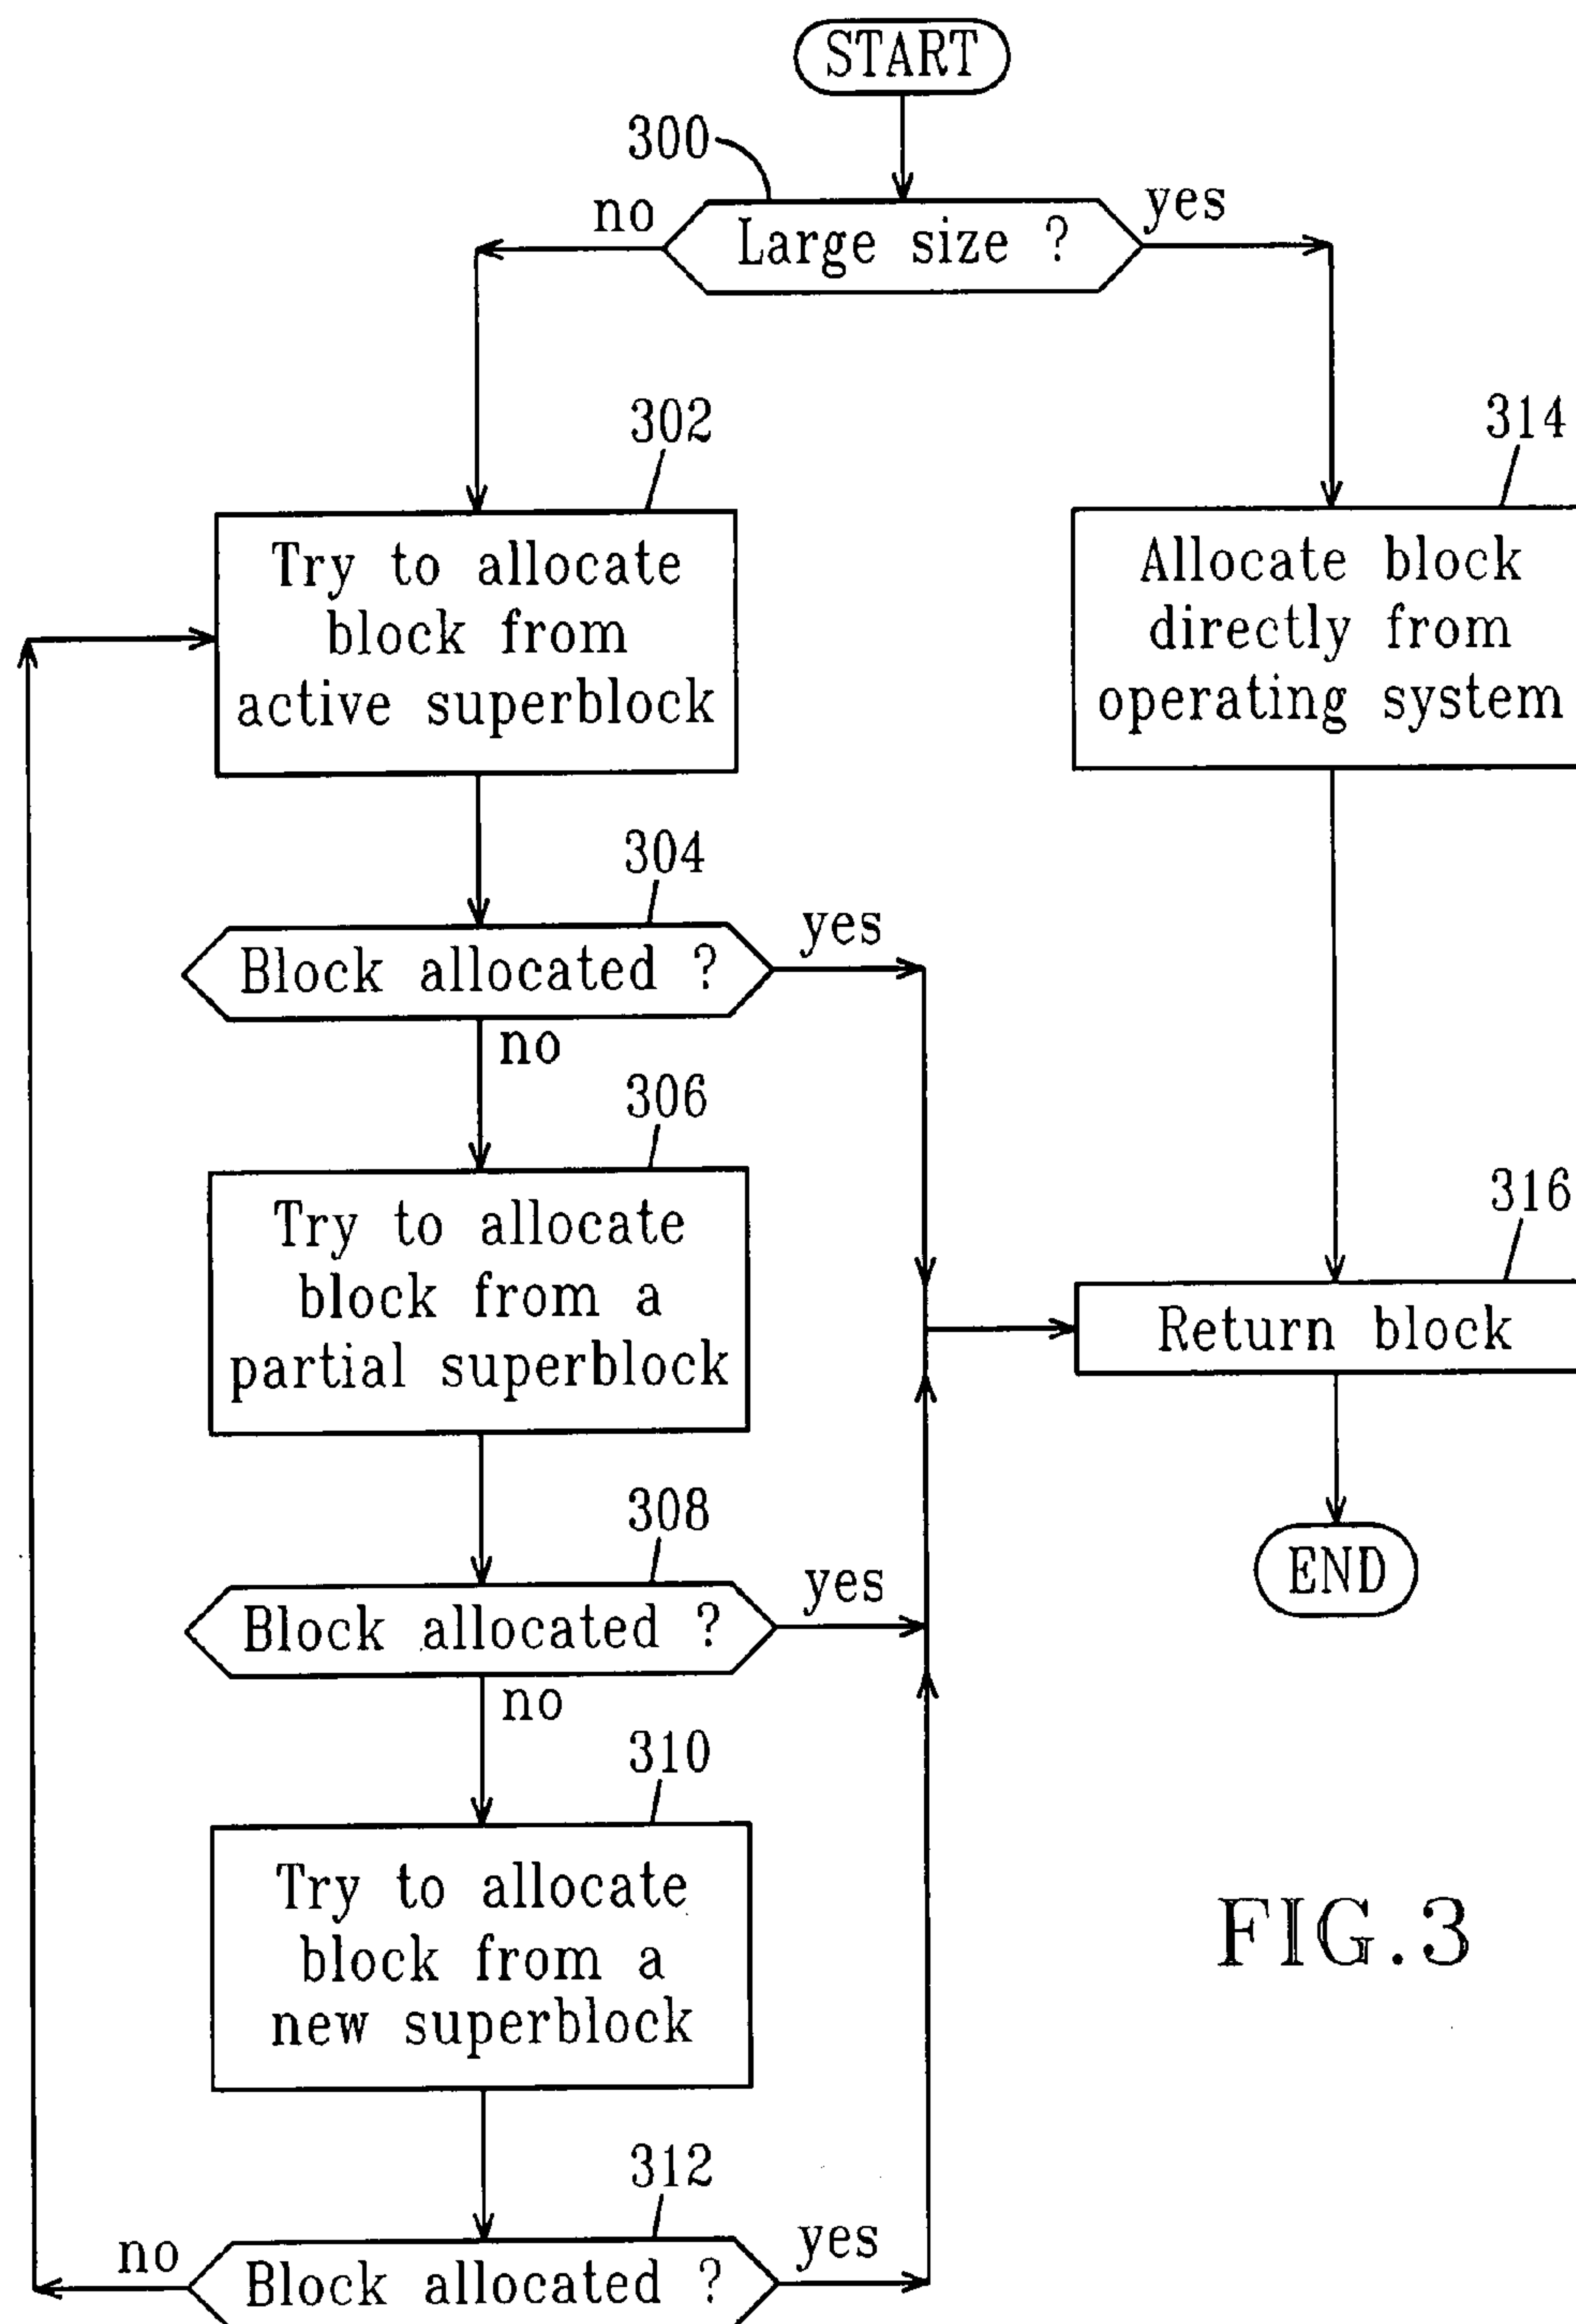 START
300
no
yes
Large size ?
302
314
Try to allocate
block from
active superblock
Allocate block
directly from
operating system
304
yes
Block allocated ?
no
306
316
Try to allocate
block from a
partial superblock
Return block
308
yes
Block allocated ?
END
no
310
Try to allocate
block from a
new superblock
FIG.3
312
no
yes
Block allocated ?